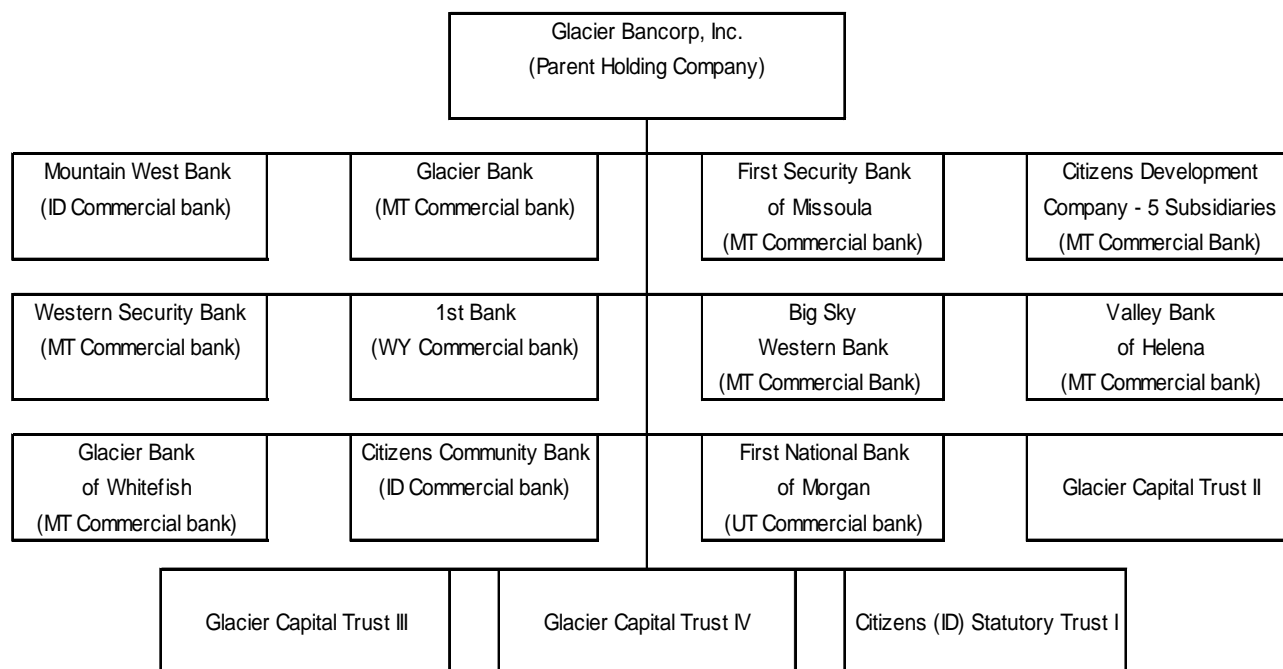 Glacier Bancorp, Inc.
(Parent Holding Company)
Mountain West Bank
(ID Commercial bank)
Glacier Bank
(MT Commercial bank)
First Security Bank
of Missoula
(MT Commercial bank)
Citizens Development
Company - 5 Subsidiaries
(MT Commercial Bank)
Western Security Bank
(MT Commercial bank)
1st Bank
(WY Commercial bank)
Big Sky
Western Bank
(MT Commercial Bank)
Valley Bank
of Helena
(MT Commercial bank)
Glacier Bank
of Whitefish
(MT Commercial bank)
Citizens Community Bank
(ID Commercial bank)
First National Bank
of Morgan
(UT Commercial bank)
Glacier Capital Trust II
Glacier Capital Trust III
Glacier Capital Trust IV
Citizens (ID) Statutory Trust I